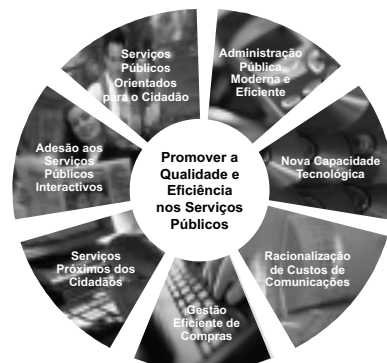 Serviços
Públicos
Orientados
para o Cidadão
Administração
Pública
Moderna e
Eficiente
Adesão aos
Serviços
Públicos
Interactivos
Promover a
Qualidade e
Eficiência
nos Serviços
Públicos
Nova Capacidade
Tecnológica
Serviços
Próximos dos
Cidadãos
Racionalização
de Custos de
Comunicações
Gestão
Eficiente de
Compras